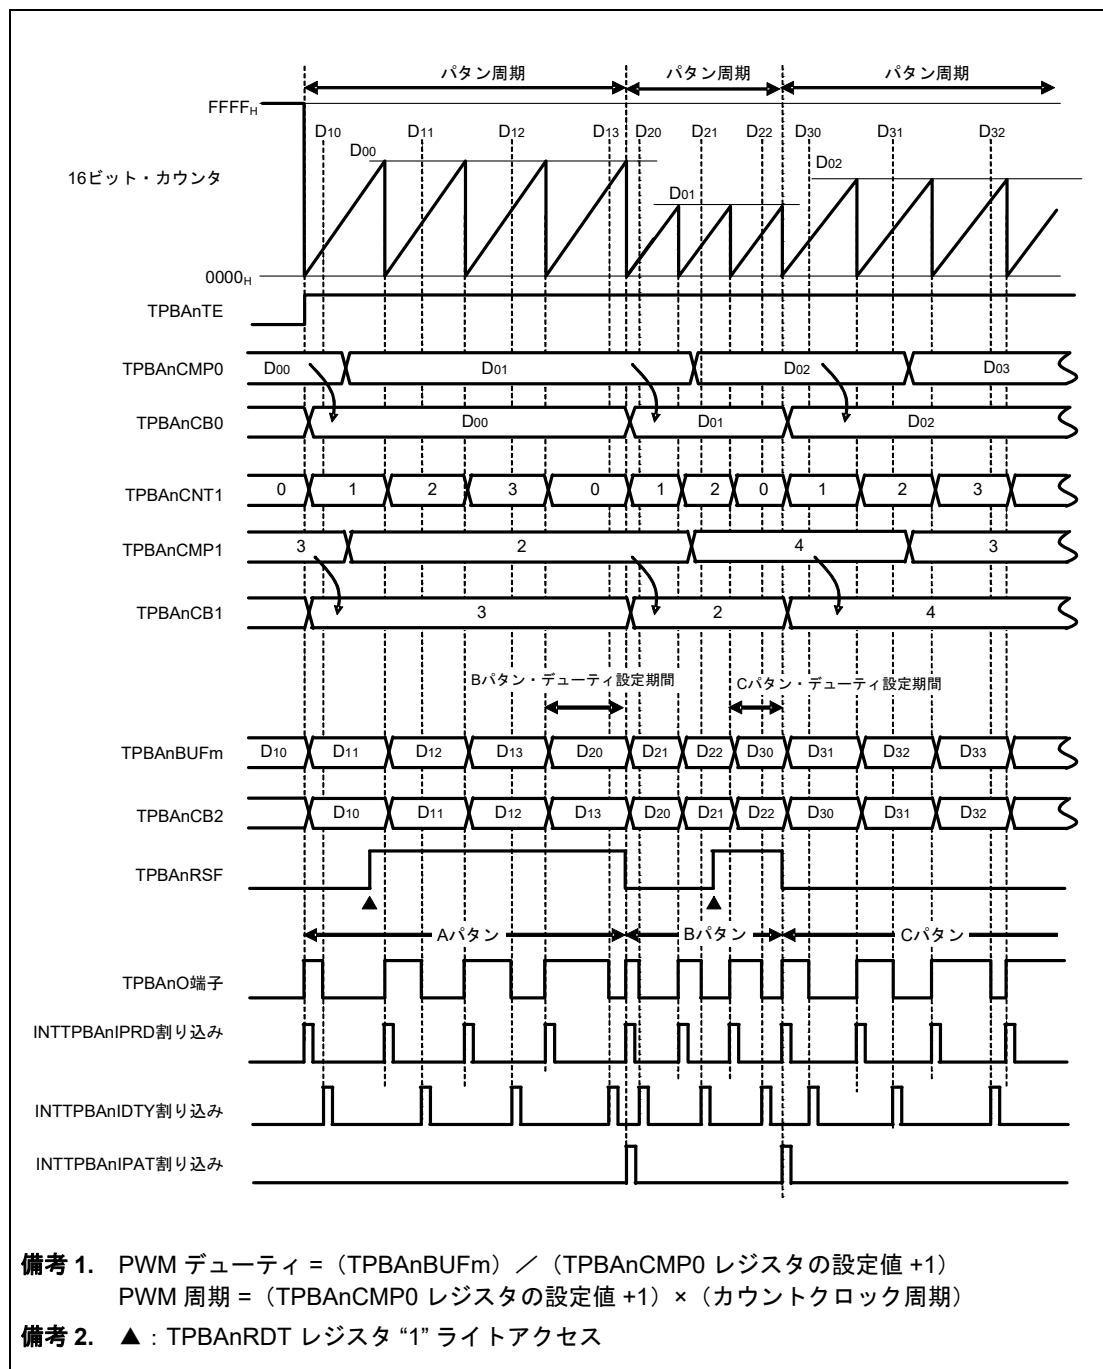 パタン周期 パタン周期 パタン周期
FFFFH
D10 D11 D12 D13 D20 D21 D22 D30 D31 D32
D00 D02
16ビット・カウンタ
D01
0000H
TPBAnTE
TPBAnCMP0 D00 D01 D02 D03
TPBAnCB0 D00 D01 D02
TPBAnCNT1 0 1 2 3 0 1 2 0 1 2 3
TPBAnCMP1 3 2 4 3
TPBAnCB1 3 2 4
Bパタン・デューティ設定期間 Cパタン・デューティ設定期間
TPBAnBUFm D10 D11 D12 D13 D20 D21 D22 D30 D31 D32 D33
TPBAnCB2 D10 D11 D12 D13 D20 D21 D22 D30 D31 D32
TPBAnRSF
▲ ▲
Aパタン Bパタン Cパタン
TPBAnO端子
INTTPBAnIPRD割り込み
INTTPBAnIDTY割り込み
INTTPBAnIPAT割り込み
備考 1. PWM デューティ =（TPBAnBUFm）／（TPBAnCMP0 レジスタの設定値 +1）
PWM 周期 =（TPBAnCMP0 レジスタの設定値 +1）×（カウントクロック周期）
備考 2. ▲：TPBAnRDT レジスタ “1” ライトアクセス